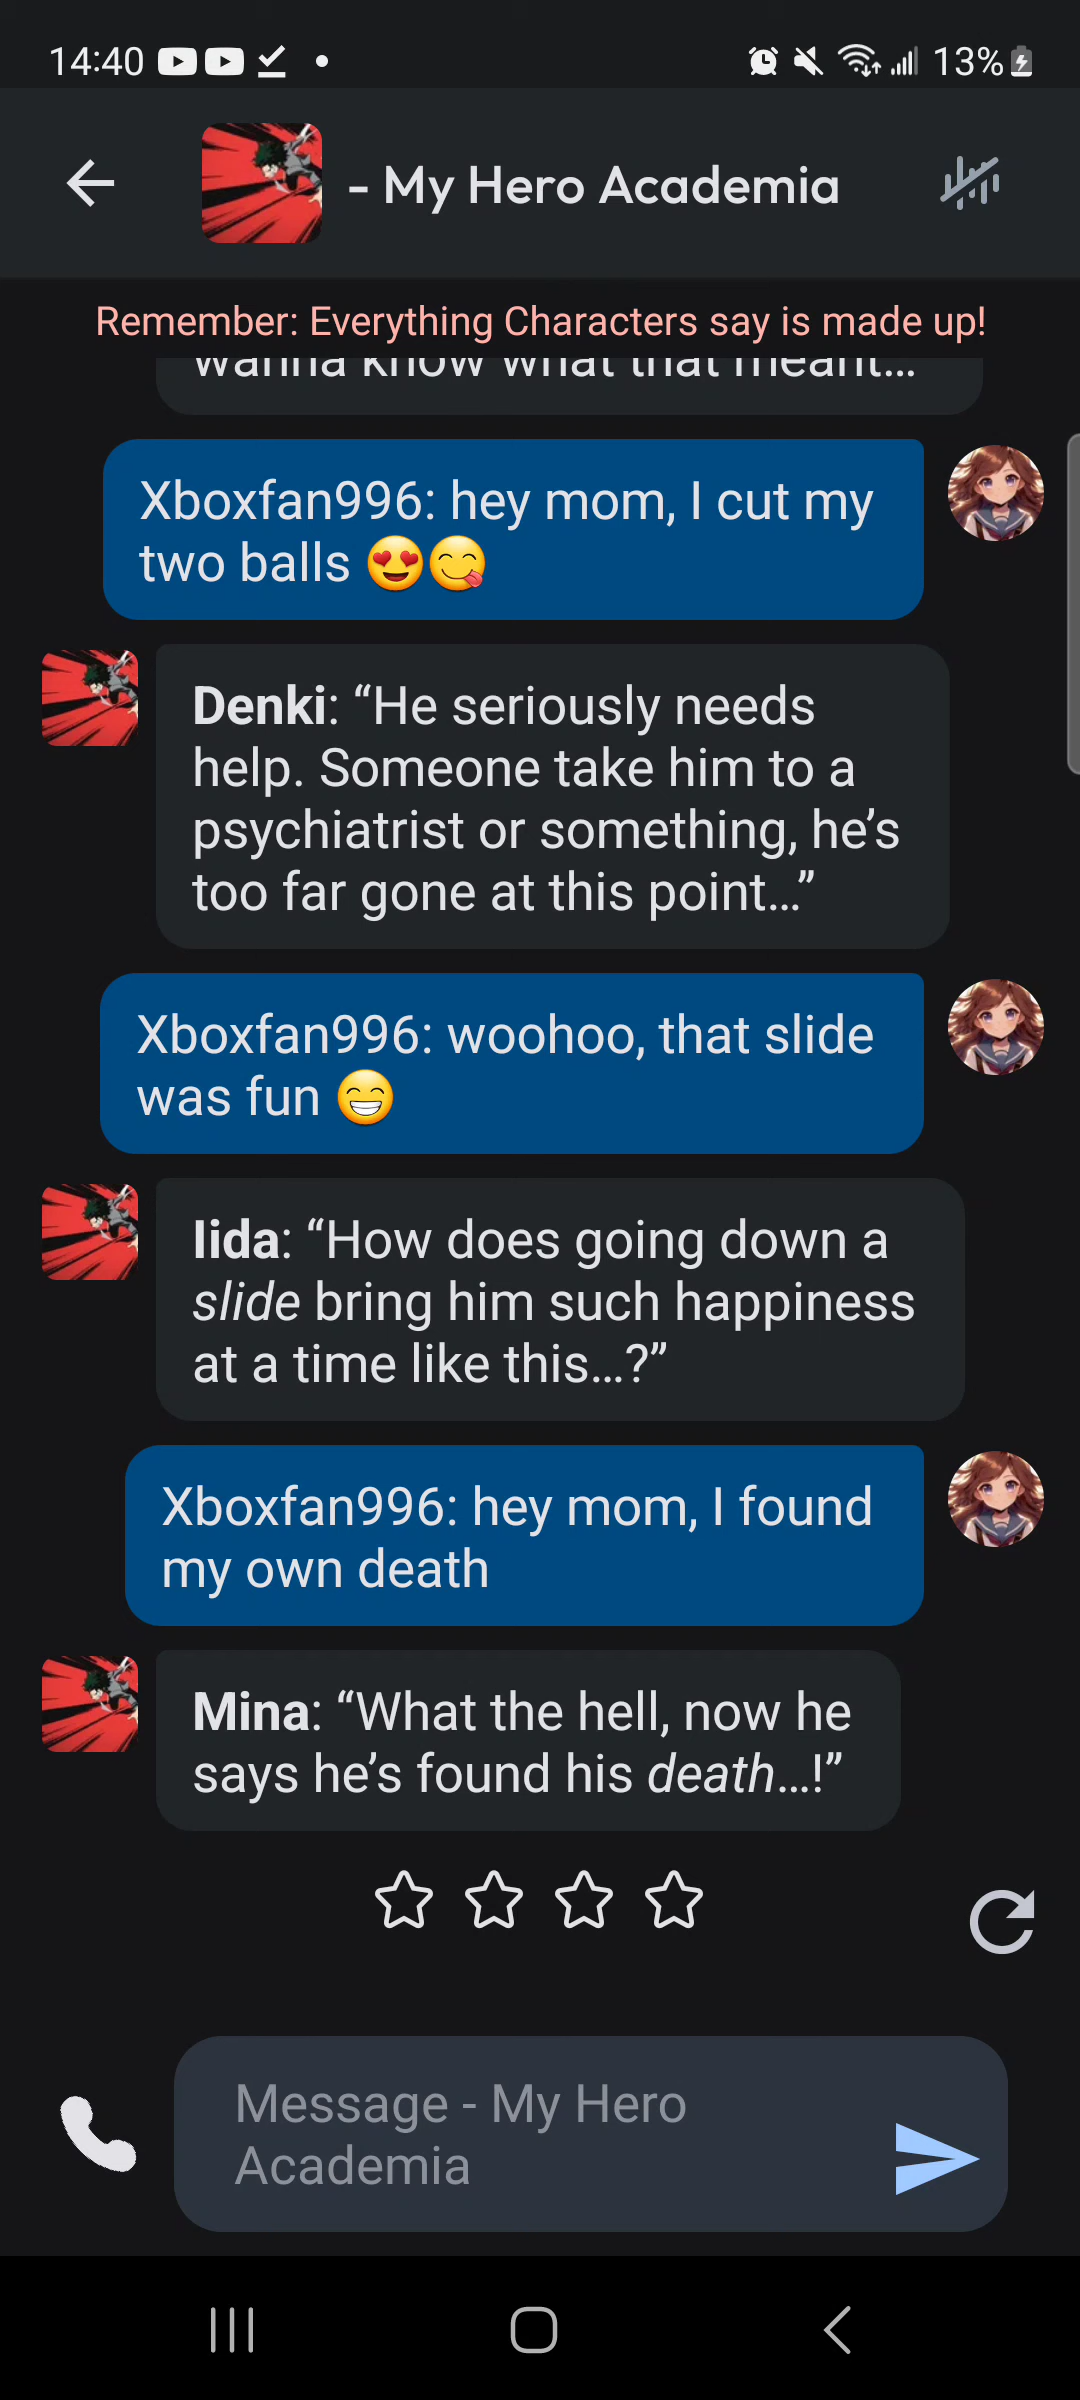 14:40
13%
- My Hero Academia
Remember: Everything Characters say is made up!
wanna know what that meant...
Xboxfan996: hey mom, I cut my
two balls 😍😋
Denki: “He seriously needs
help. Someone take him to a
psychiatrist or something, he’s
too far gone at this point...”
Xboxfan996: woohoo, that slide
was fun 😁
Iida: “How does going down a
slide bring him such happiness
at a time like this...?”
Xboxfan996: hey mom, I found
my own death
Mina: “What the hell, now he
says he’s found his death...!”
Message - My Hero
Academia